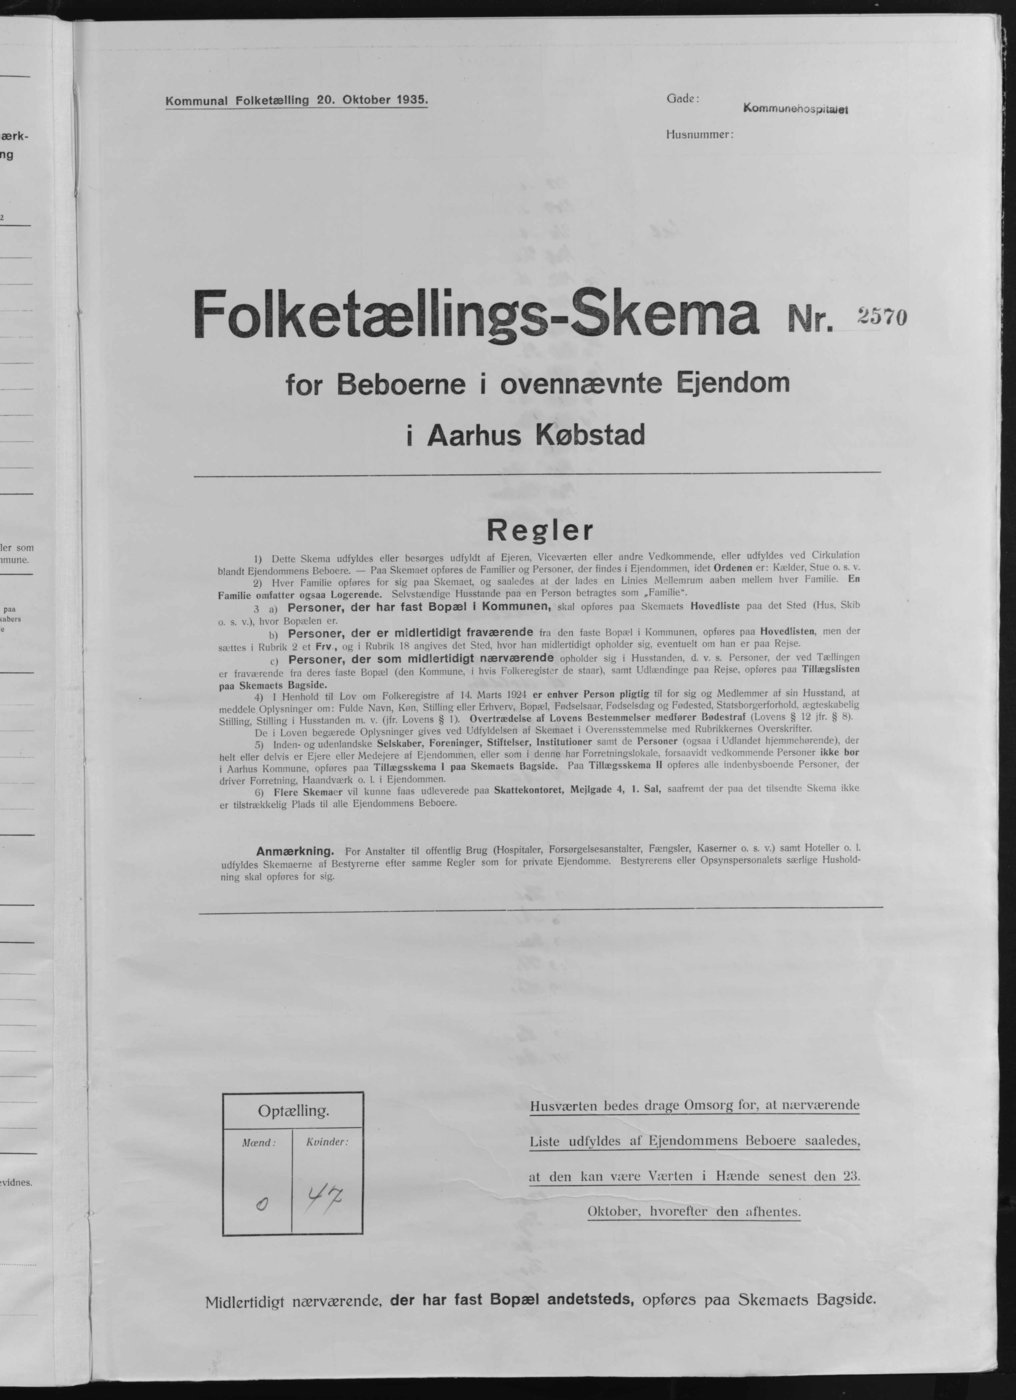 ærk-
ng
2
ler som
nmune.
paa
kabers
e
evidnes.
Kommunal Folketælling 20. Oktober 1935.
Gade:
Kommunehospitalet
Husnummer:
Folketællings-Skema Nr. 2570
for Beboerne i ovennævnte Ejendom
i Aarhus Købstad
Regler
1) Dette Skema udfyldes eller besørges udfyldt af Ejeren, Viceværten eller andre Vedkommende, eller udfyldes ved Cirkulation
blandt Ejendommens Beboere. — Paa Skemaet opføres de Familier og Personer, der findes i Ejendommen, idet Ordenen er: Kælder, Stue o. s. v.
2) Hver Familie opføres for sig paa Skemaet, og saaledes at der lades en Linies Mellemrum aaben mellem hver Familie. En
Familie omfatter ogsaa Logerende. Selvstændige Husstande paa en Person betragtes som „Familie“.
3 a) Personer, der har fast Bopæl i Kommunen, skal opføres paa Skemaets Hovedliste paa det Sted (Hus, Skib
o. s. v.), hvor Bopælen er.
b) Personer, der er midlertidigt fraværende fra den faste Bopæl i Kommunen, opføres paa Hovedlisten, men der
sættes i Rubrik 2 et Frv., og i Rubrik 18 angives det Sted, hvor han midlertidigt opholder sig, eventuelt om han er paa Rejse.
c) Personer, der som midlertidigt nærværende opholder sig i Husstanden, d. v. s. Personer, der ved Tællingen
er fraværende fra deres faste Bopæl (den Kommune, i hvis Folkeregister de staar), samt Udlændinge paa Rejse, opføres paa Tillægslisten
paa Skemaets Bagside.
4) I Henhold til Lov om Folkeregistre af 14. Marts 1924 er enhver Person pligtig til for sig og Medlemmer af sin Husstand, at
meddele Oplysninger om: Fulde Navn, Køn, Stilling eller Erhverv, Bopæl, Fødselsaar, Fødselsdag og Fødested, Statsborgerforhold, ægteskabelig
Stilling, Stilling i Husstanden m. v. (jfr. Lovens § 1). Overtrædelse af Lovens Bestemmelser medfører Bødestraf (Lovens § 12 jfr. § 8).
De i Loven begærede Oplysninger gives ved Udfyldelsen af Skemaet i Overensstemmelse med Rubrikkernes Overskrifter.
5) Inden- og udenlandske Selskaber, Foreninger, Stiftelser, Institutioner samt de Personer (ogsaa i Udlandet hjemmehørende), der
helt eller delvis er Ejere eller Medejere af Ejendommen, eller som i denne har Forretningslokale, forsaavidt vedkommende Personer ikke bor
i Aarhus Kommune, opføres paa Tillægsskema I paa Skemaets Bagside. Paa Tillægsskema II opføres alle indenbysboende Personer, der
driver Forretning, Haandværk o. l. i Ejendommen.
6) Flere Skemaer vil kunne faas udleverede paa Skattekontoret, Mejlgade 4, 1. Sal, saafremt der paa det tilsendte Skema ikke
er tilstrækkelig Plads til alle Ejendommens Beboere.
Anmærkning. For Anstalter til offentlig Brug (Hospitaler, Forsørgelsesanstalter, Fængsler, Kaserner o. s. v.) samt Hoteller o. l.
udfyldes Skemaerne af Bestyrerne efter samme Regler som for private Ejendomme. Bestyrerens eller Opsynspersonalets særlige Hushold-
ning skal opføres for sig.
Optælling.
Mænd: Kvinder:
0 47
Husværten bedes drage Omsorg for, at nærværende
Liste udfyldes af Ejendommens Beboere saaledes,
at den kan være Værten i Hænde senest den 23.
Oktober, hvorefter den afhentes.
Midlertidigt nærværende, der har fast Bopæl andetsteds, opføres paa Skemaets Bagside.